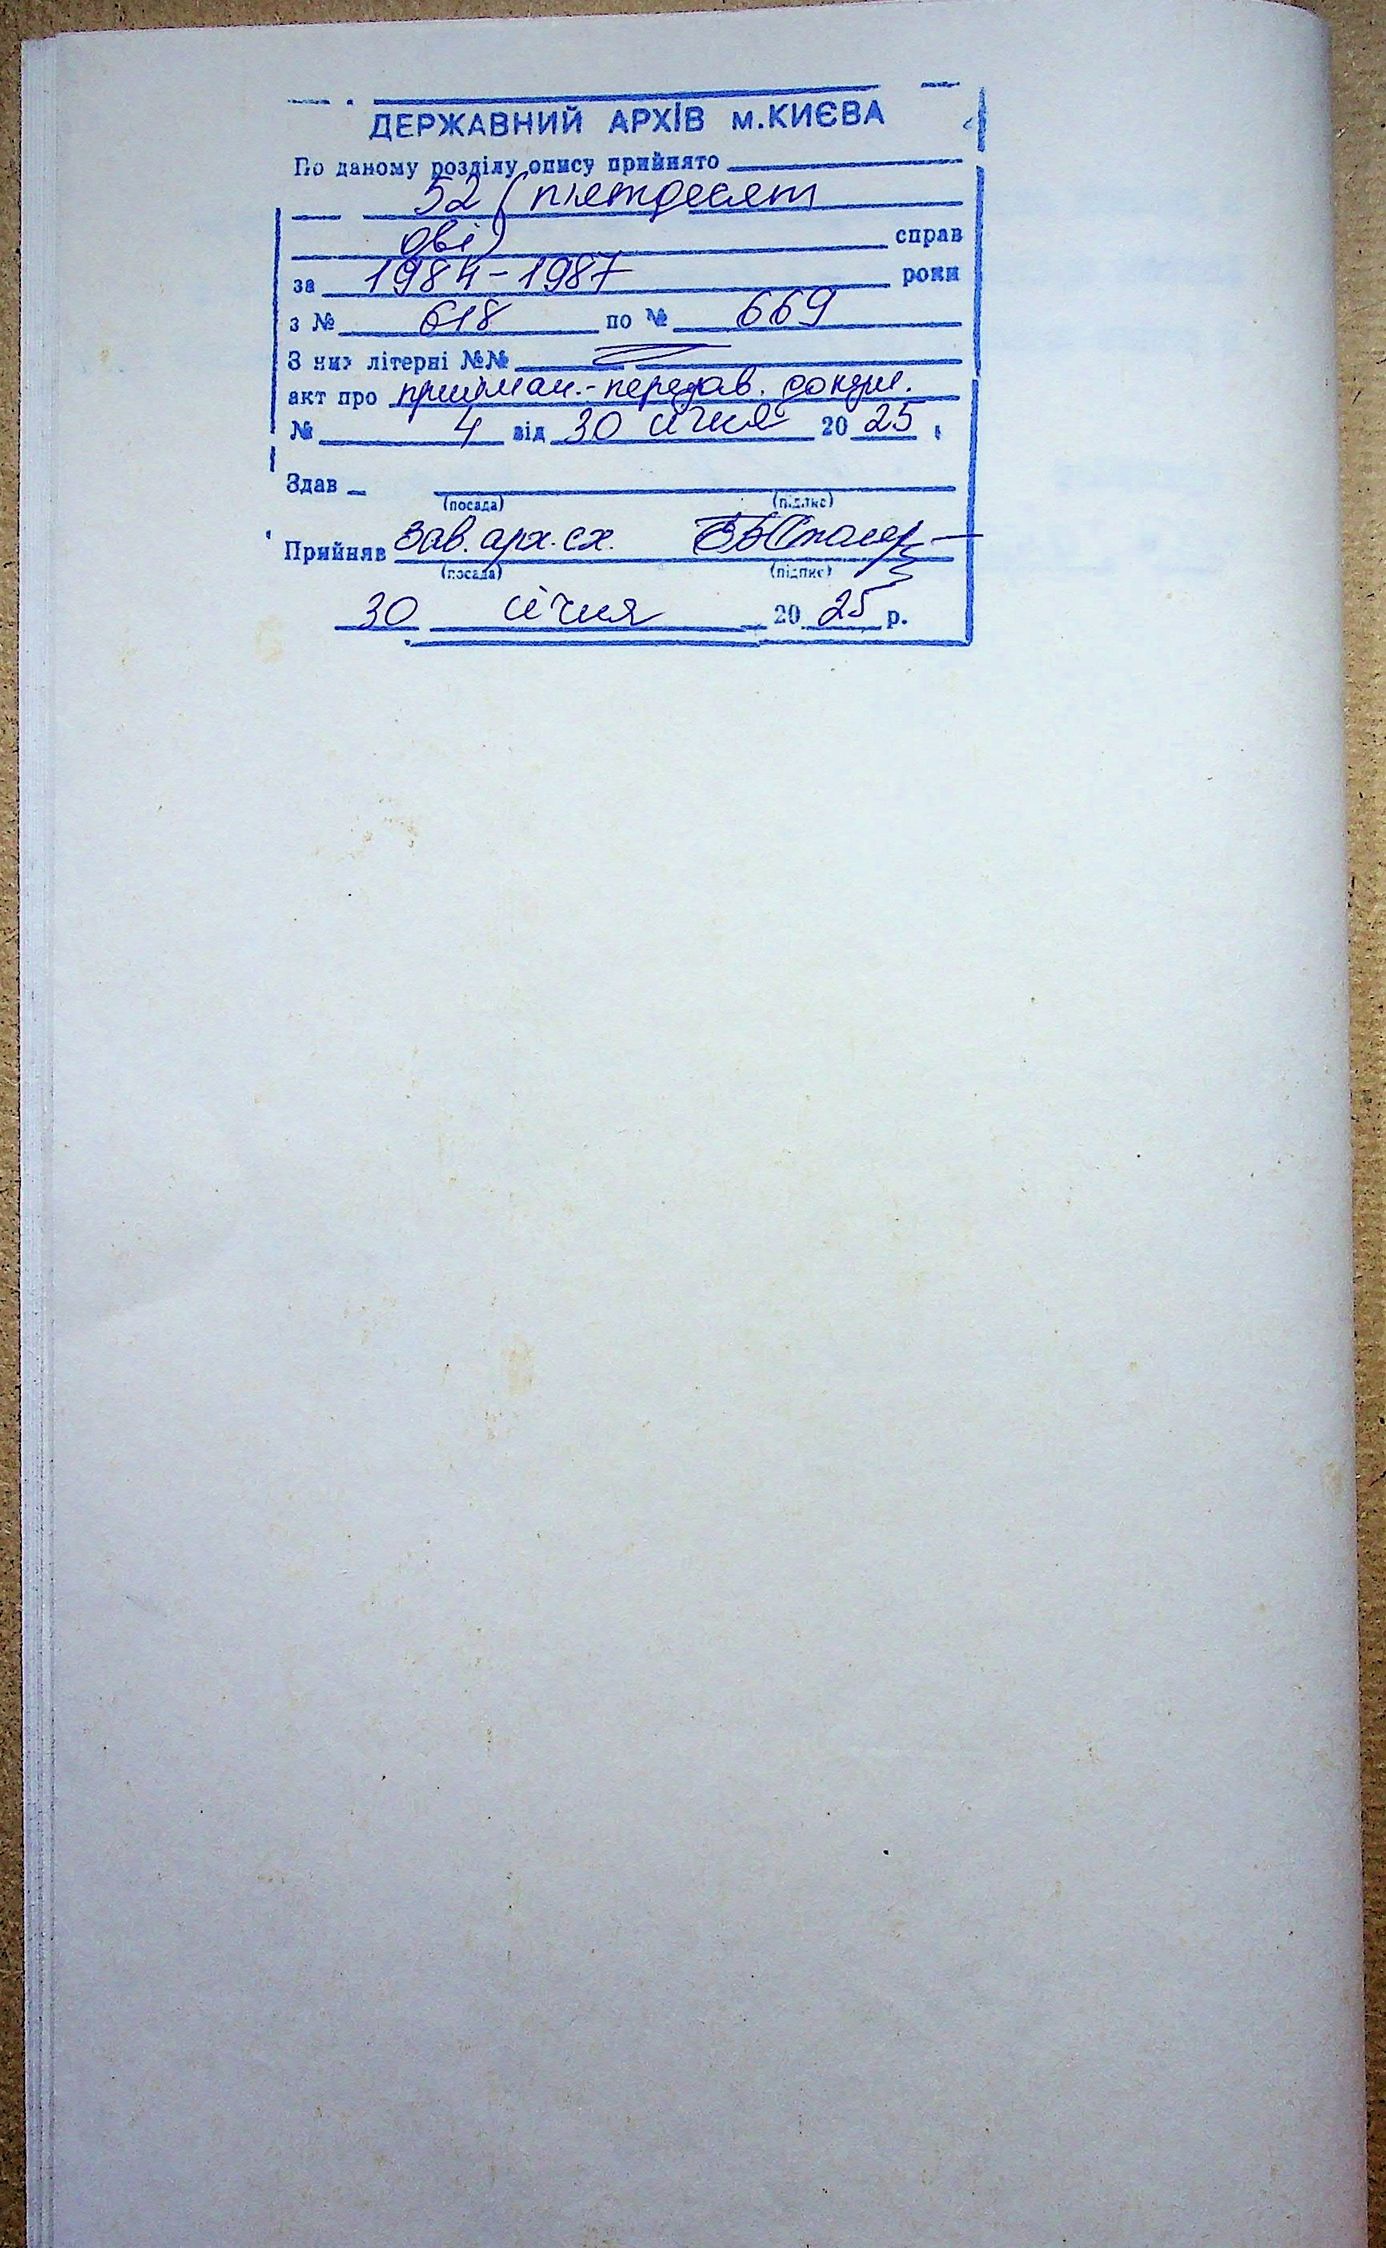 ДЕРЖАВНИЙ АРХІВ м.КИЄВА
По даному розділу опису прийнято
52 (п'ятдесят
дві) справ
за 1984-1987 роки
з № 618 по № 669
З них літерні №№
акт про прийман.-передав. докум.
№ 4 від 30 січня 2025
Здав
(посада) (підпис)
Прийняв Зав. арх. сх.
(посада) (підпис)
30 січня 2025 р.